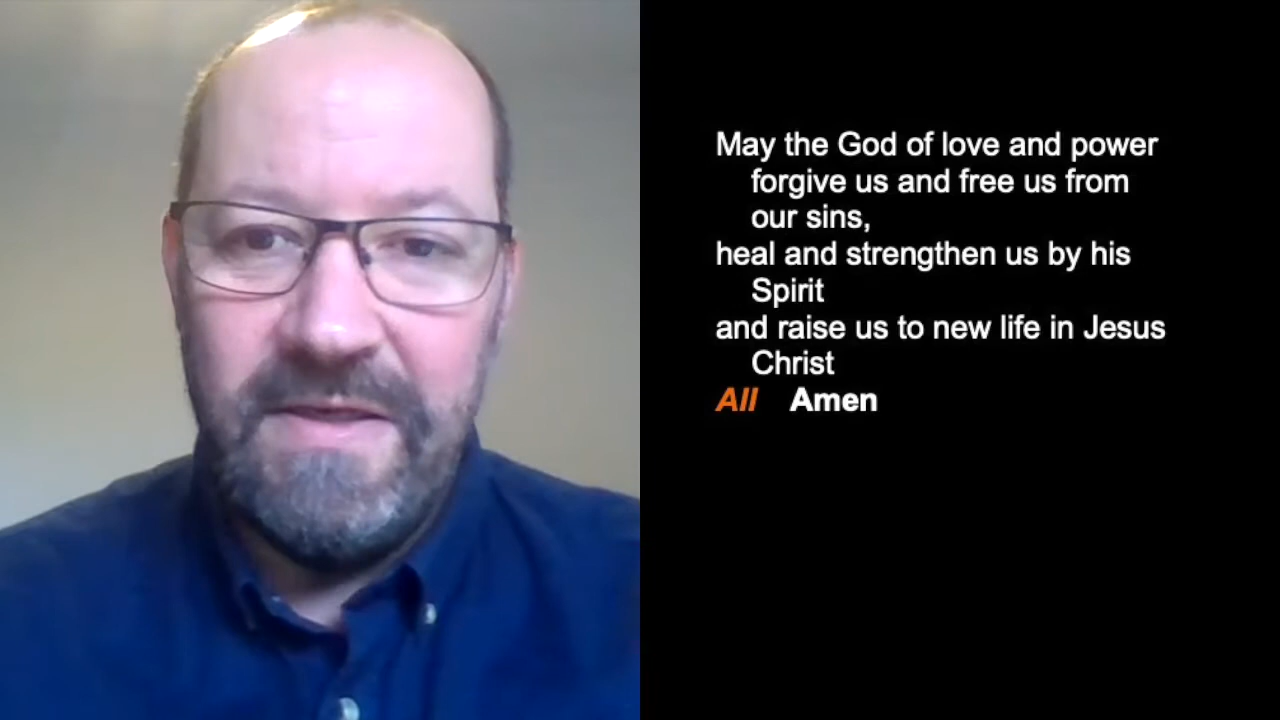 May the God of love and power
forgive us and free us from
our sins,
heal and strengthen us by his
Spirit
and raise us to new life in Jesus
Christ
All Amen